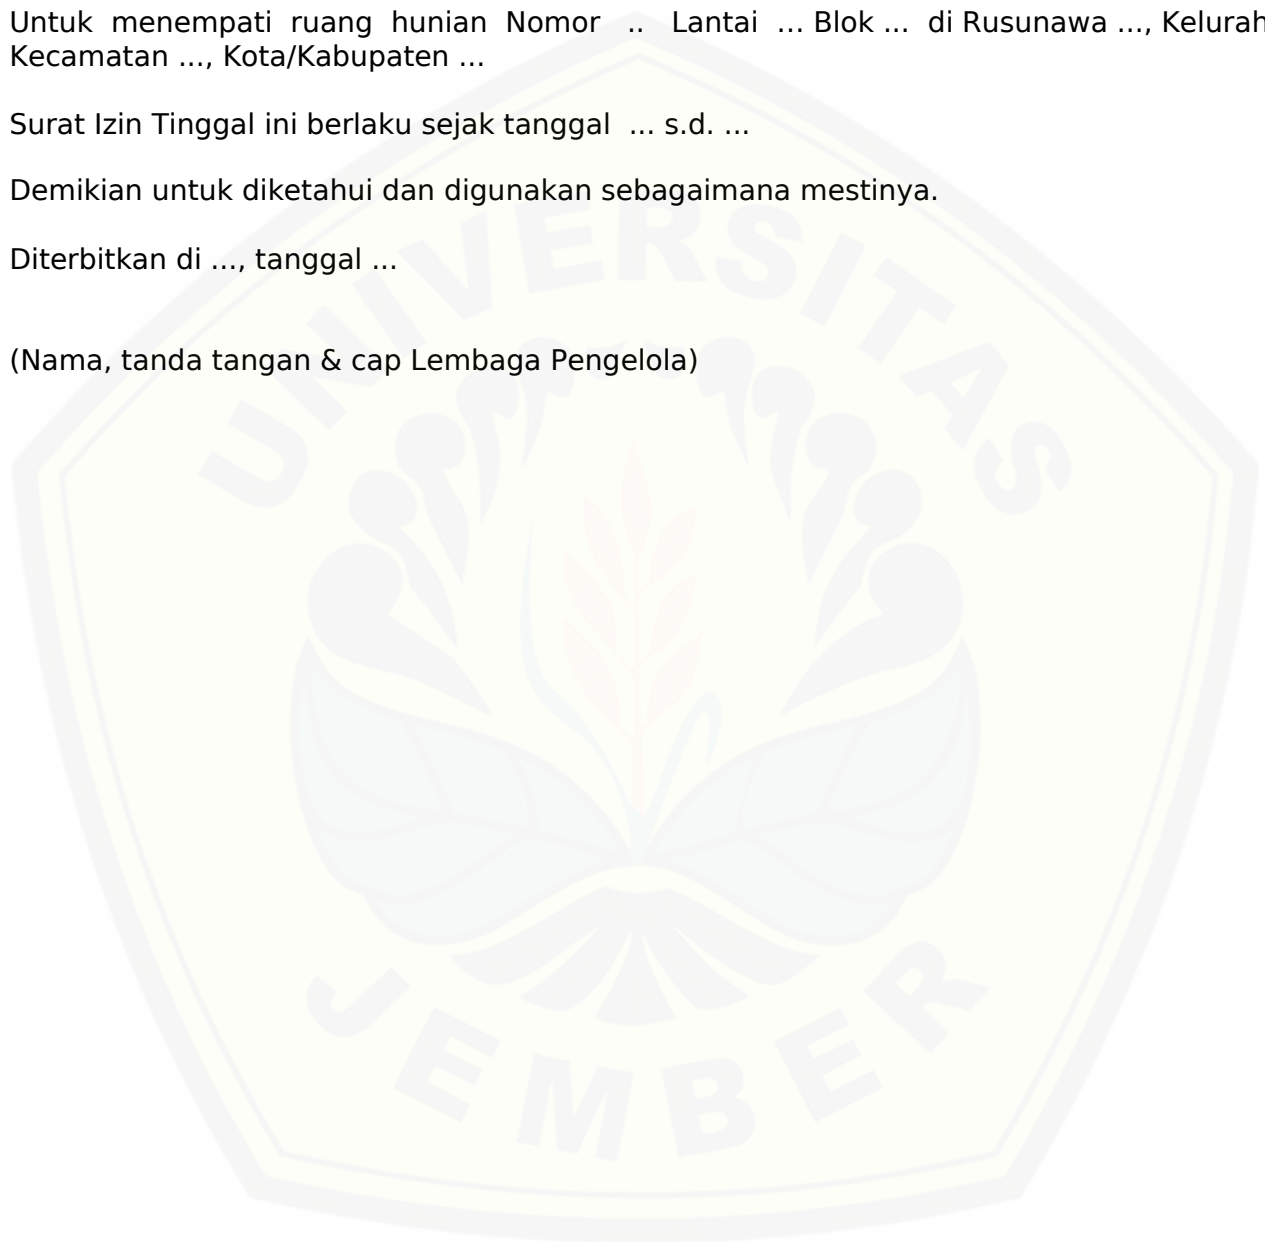 Untuk menempati ruang hunian Nomor .. Lantai ... Blok ... di Rusunawa ..., Kelurah
Kecamatan ..., Kota/Kabupaten ...
Surat Izin Tinggal ini berlaku sejak tanggal ... s.d. ...
Demikian untuk diketahui dan digunakan sebagaimana mestinya.
Diterbitkan di ..., tanggal ...
(Nama, tanda tangan & cap Lembaga Pengelola)
UNIVERSITAS
JEMBER